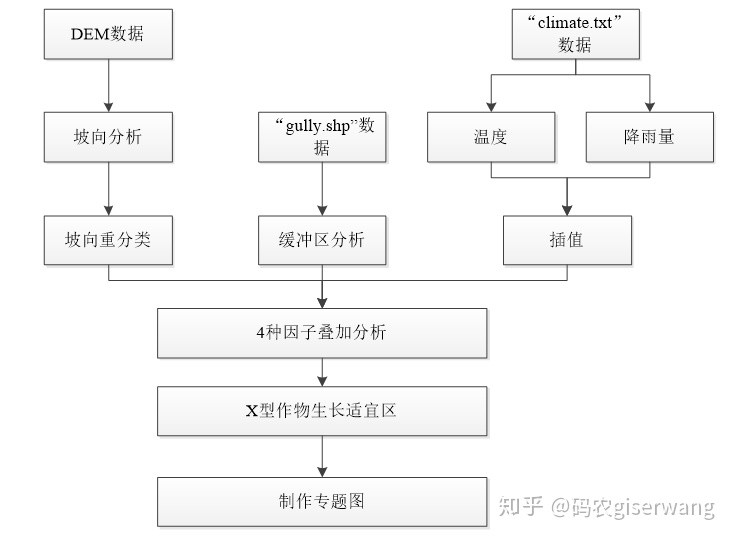 DEM数据
“climate.txt”
数据
坡向分析
“gully.shp”数
据
温度
降雨量
坡向重分类
缓冲区分析
插值
4种因子叠加分析
X型作物生长适宜区
制作专题图
知乎 @码农giserwang